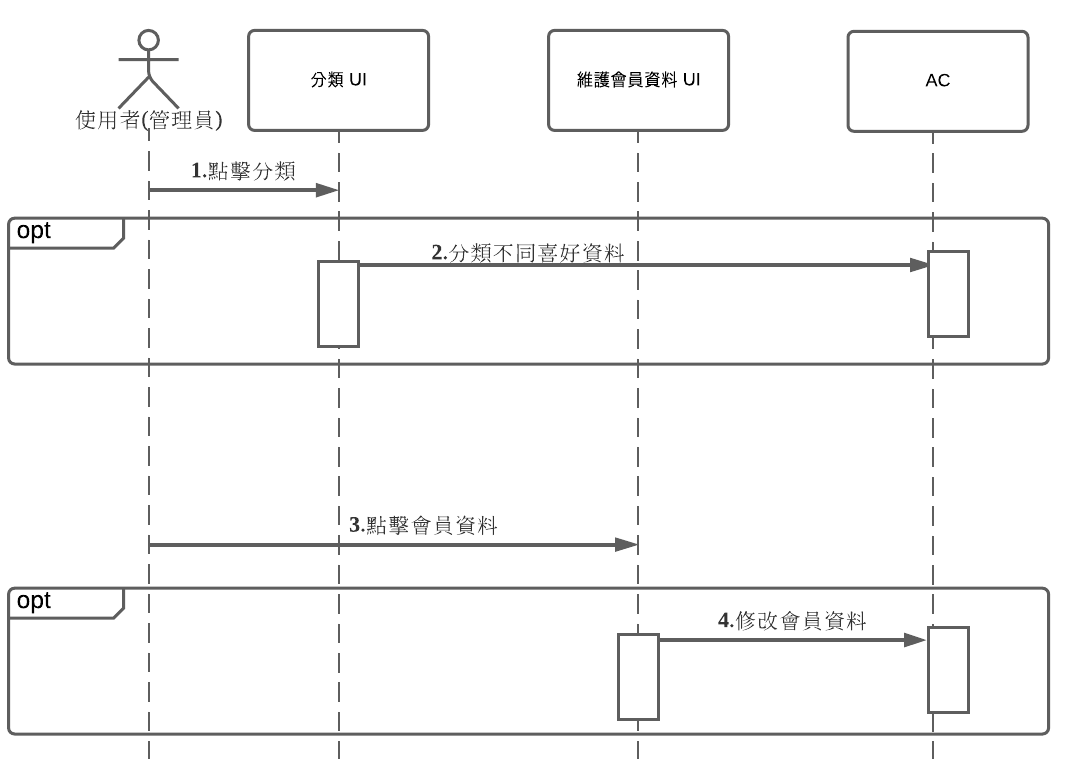 分類 UI
維護會員資料 UI
AC
使用者(管理員)
1.點擊分類
opt
2.分類不同喜好資料
3.點擊會員資料
opt
4.修改會員資料